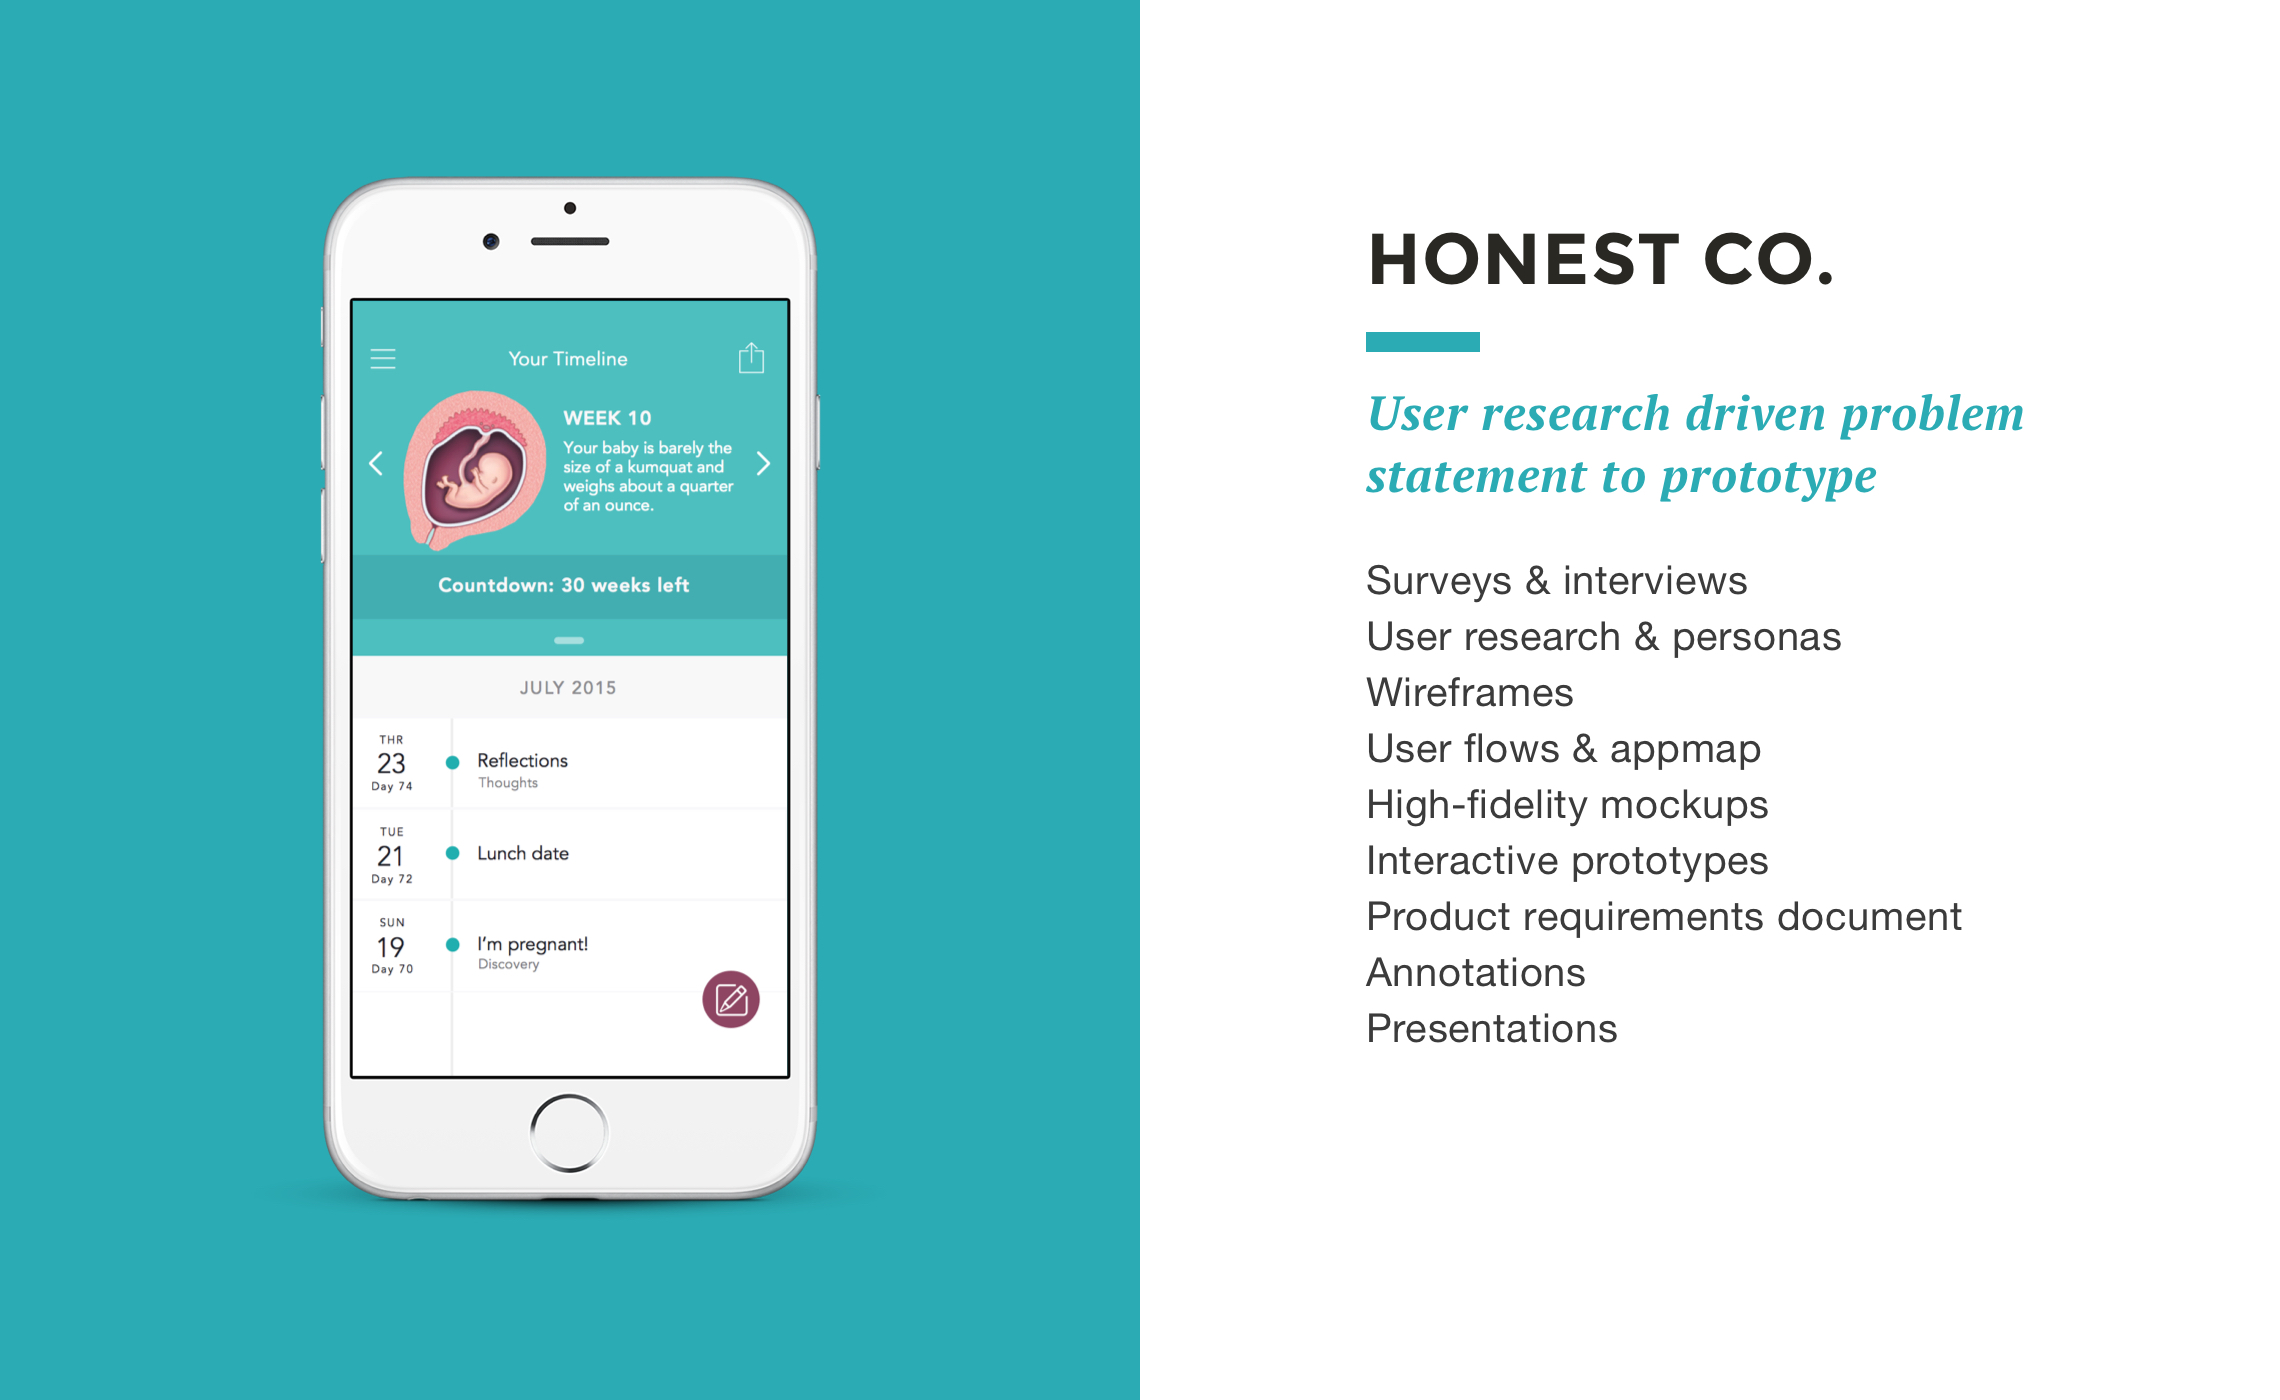 Your Timeline
WEEK 10
Your baby is barely the
size of a kumquat and
weighs about a quarter
of an ounce.
Countdown: 30 weeks left
JULY 2015
THR
23
Day 74
Reflections
Thoughts
TUE
21
Day 72
Lunch date
SUN
19
Day 70
I'm pregnant!
Discovery
HONEST CO.
User research driven problem
statement to prototype
Surveys & interviews
User research & personas
Wireframes
User flows & appmap
High-fidelity mockups
Interactive prototypes
Product requirements document
Annotations
Presentations